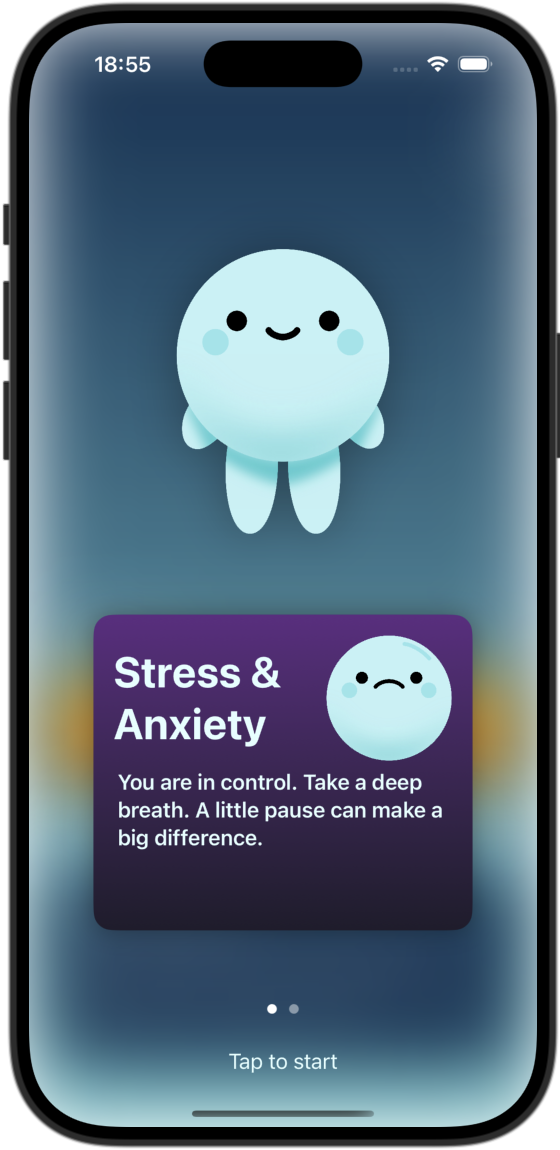 18:55
Stress &
Anxiety
You are in control. Take a deep
breath. A little pause can make a
big difference.
Tap to start